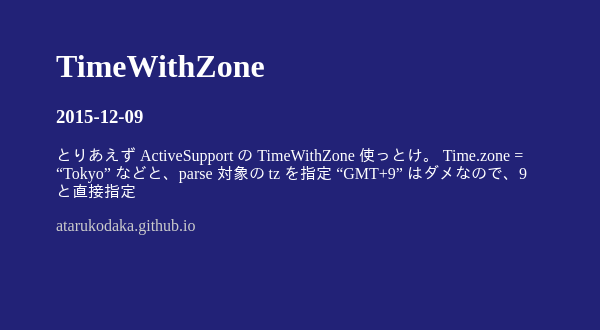 TimeWithZone
2015-12-09
とりあえず ActiveSupport の TimeWithZone 使っとけ。 Time.zone =
“Tokyo” などと、parse 対象の tz を指定 “GMT+9” はダメなので、9
と直接指定
atarukodaka.github.io